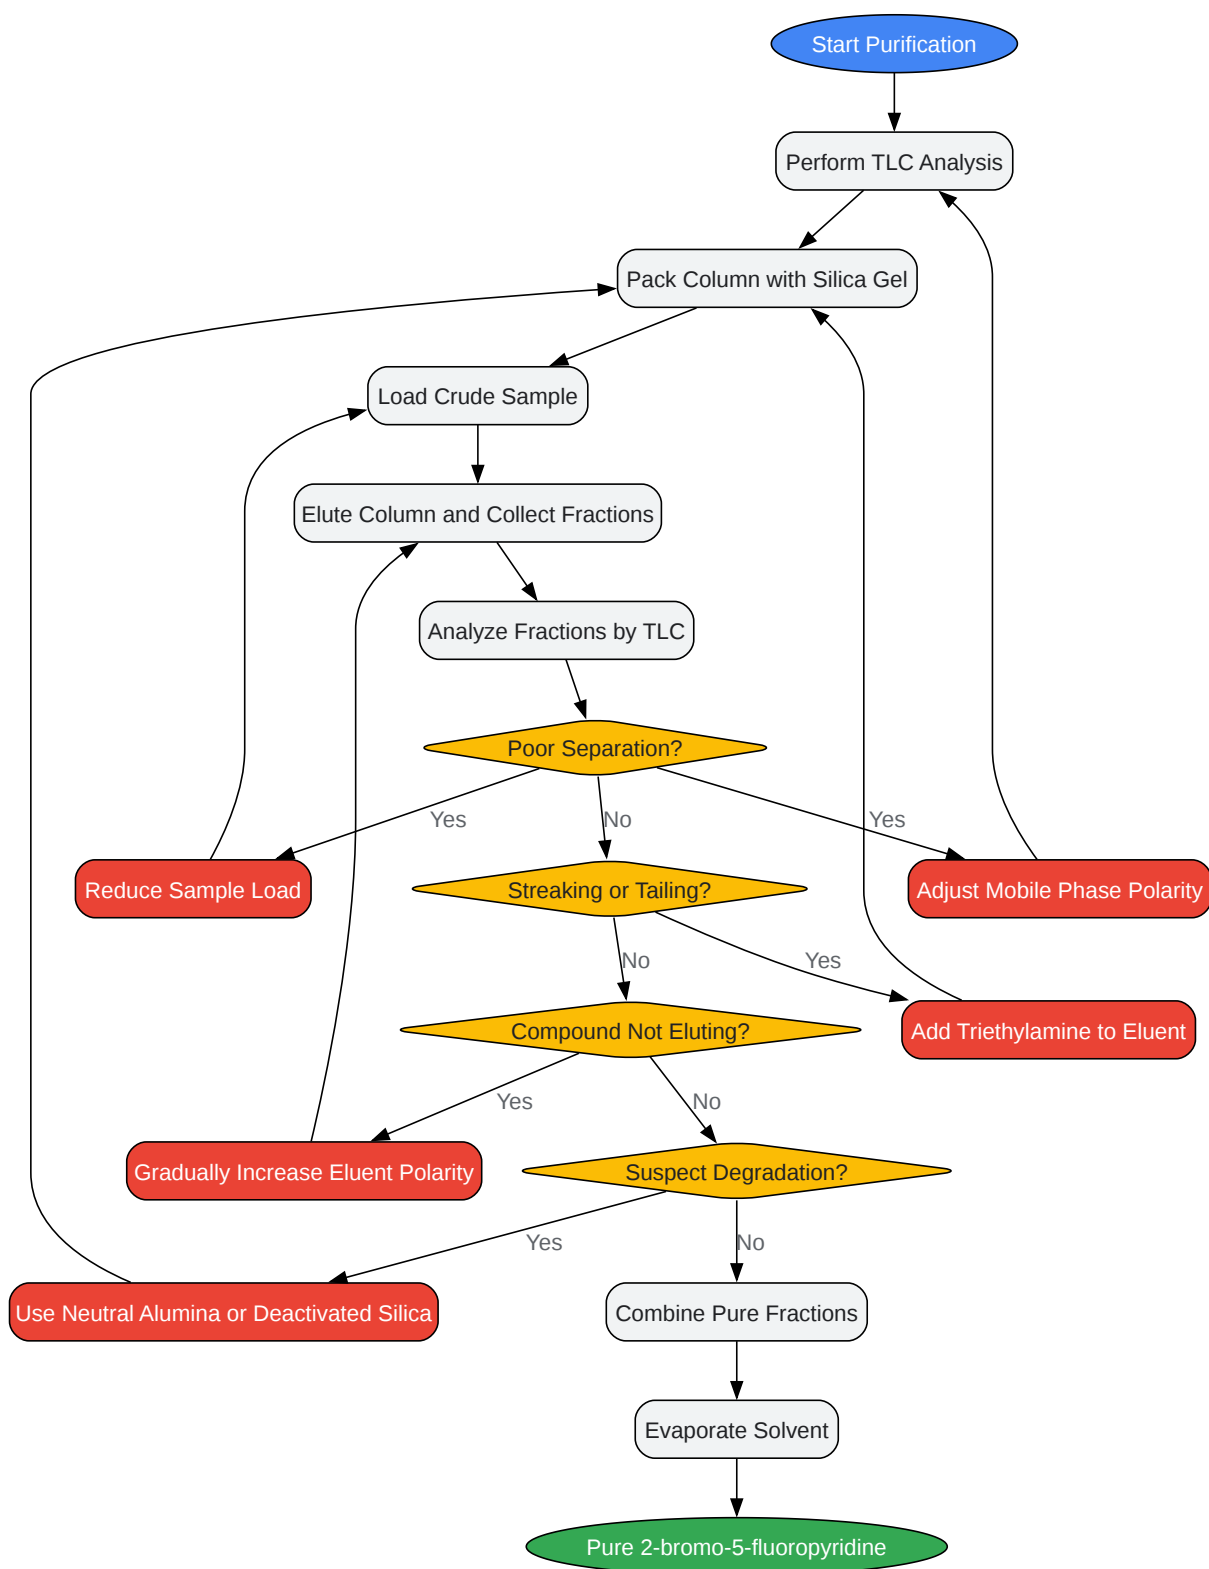 Start Purification
Perform TLC Analysis
Pack Column with Silica Gel
Load Crude Sample
Elute Column and Collect Fractions
Analyze Fractions by TLC
Poor Separation?
Yes
No
Yes
Reduce Sample Load
Streaking or Tailing?
Adjust Mobile Phase Polarity
No
Yes
Compound Not Eluting?
Add Triethylamine to Eluent
Yes
No
Gradually Increase Eluent Polarity
Suspect Degradation?
Yes
No
Use Neutral Alumina or Deactivated Silica
Combine Pure Fractions
Evaporate Solvent
Pure 2-bromo-5-fluoropyridine